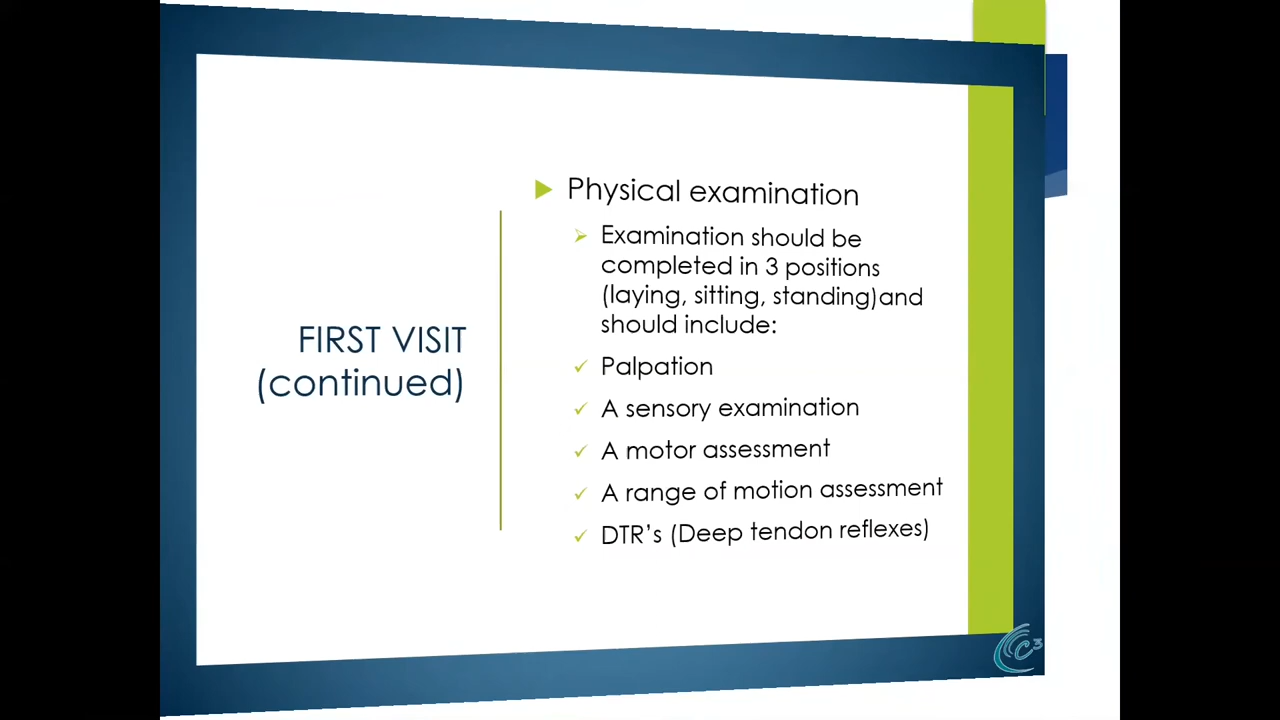 FIRST VISIT
(continued)
Physical examination
Examination should be
completed in 3 positions
(laying, sitting, standing)and
should include:
Palpation
A sensory examination
A motor assessment
A range of motion assessment
DTR's (Deep tendon reflexes)
C3